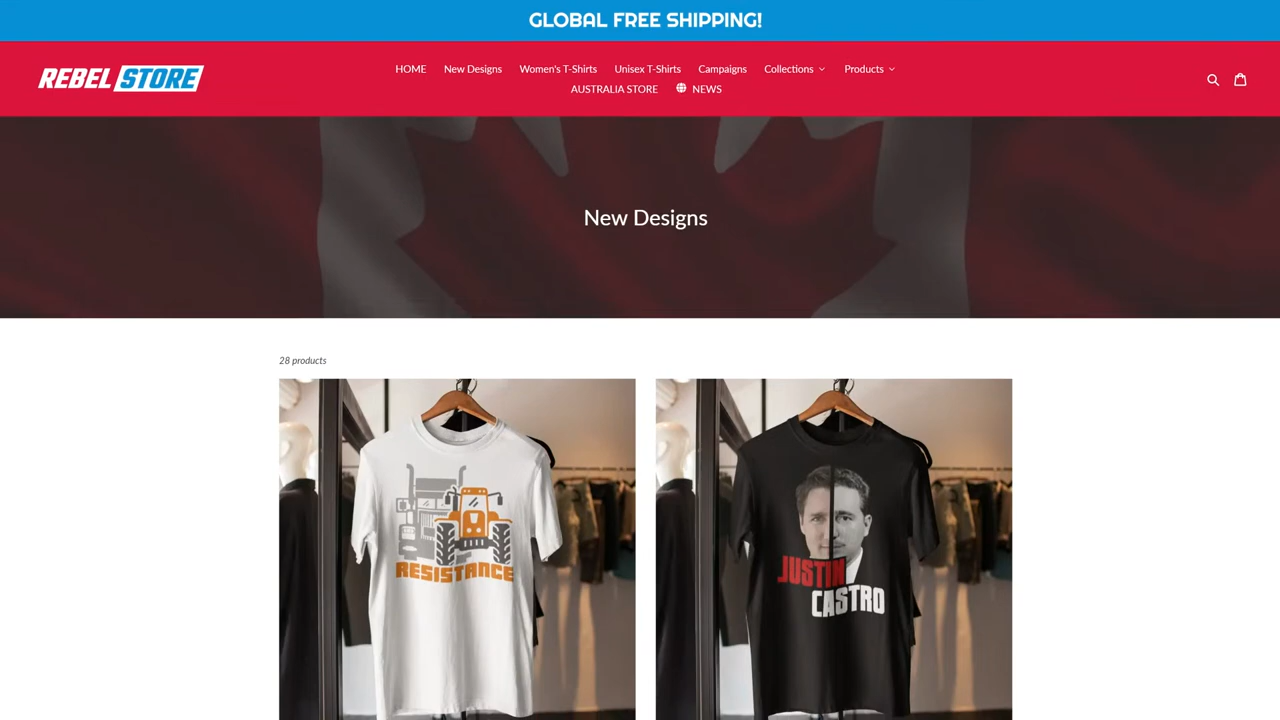 GLOBAL FREE SHIPPING!
REBEL STORE
HOME New Designs Women's T-Shirts Unisex T-Shirts Campaigns Collections Products
AUSTRALIA STORE NEWS
New Designs
28 products
RESISTANCE
JUSTIN
CASTRO